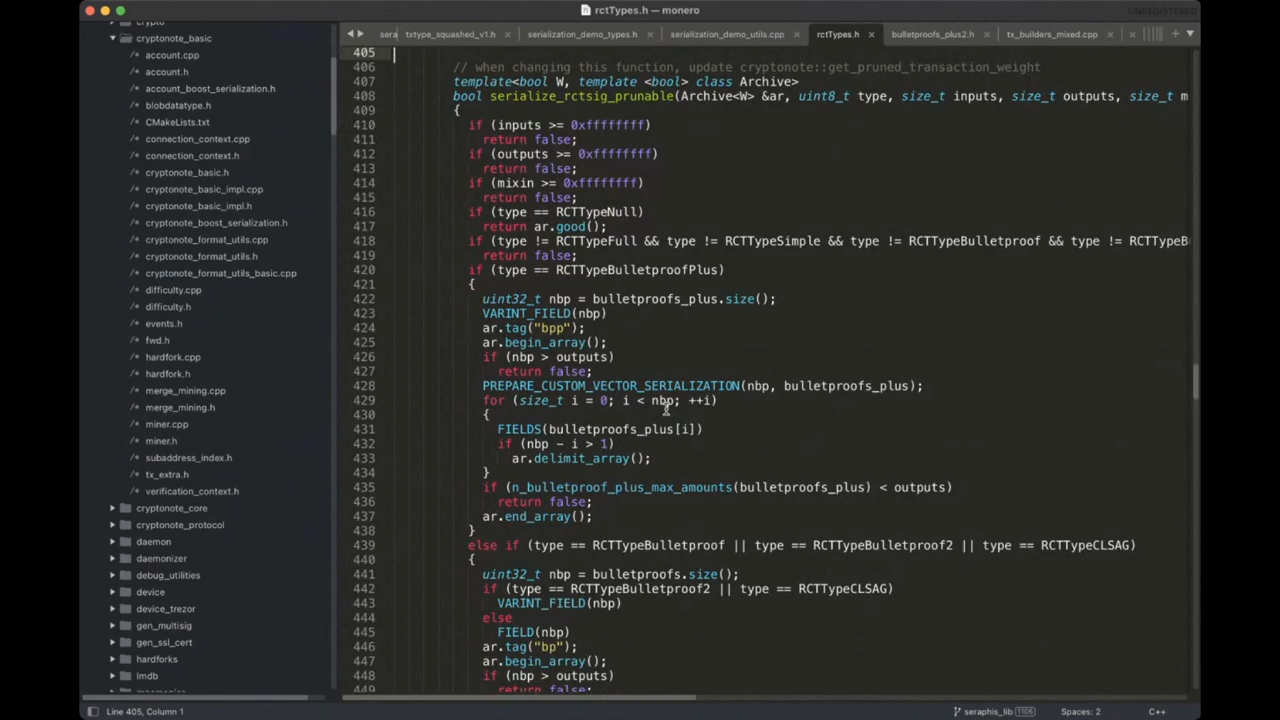 rctTypes.h — monero
UNREGISTERED
crypto
cryptonote_basic
account.cpp
account.h
account_boost_serialization.h
blobdatatype.h
CMakeLists.txt
connection_context.cpp
connection_context.h
cryptonote_basic.h
cryptonote_basic_impl.cpp
cryptonote_basic_impl.h
cryptonote_boost_serialization.h
cryptonote_format_utils.cpp
cryptonote_format_utils.h
cryptonote_format_utils_basic.cpp
difficulty.cpp
difficulty.h
events.h
fwd.h
hardfork.cpp
hardfork.h
merge_mining.cpp
merge_mining.h
miner.cpp
miner.h
subaddress_index.h
tx_extra.h
verification_context.h
cryptonote_core
cryptonote_protocol
daemon
daemonizer
debug_utilities
device
device_trezor
gen_multisig
gen_ssl_cert
hardforks
lmdb
sera
txtype_squashed_v1.h
serialization_demo_types.h
serialization_demo_utils.cpp
rctTypes.h
bulletproofs_plus2.h
tx_builders_mixed.cpp
405
406 // when changing this function, update cryptonote::get_pruned_transaction_weight
407 template<bool W, template <bool> class Archive>
408 bool serialize_rctsig_prunable(Archive<W> &ar, uint8_t type, size_t inputs, size_t outputs, size_t m
409 {
410 if (inputs >= 0xffffffff)
411 return false;
412 if (outputs >= 0xffffffff)
413 return false;
414 if (mixin >= 0xffffffff)
415 return false;
416 if (type == RCTTypeNull)
417 return ar.good();
418 if (type != RCTTypeFull && type != RCTTypeSimple && type != RCTTypeBulletproof && type != RCTTypeB
419 return false;
420 if (type == RCTTypeBulletproofPlus)
421 {
422 uint32_t nbp = bulletproofs_plus.size();
423 VARINT_FIELD(nbp)
424 ar.tag("bpp");
425 ar.begin_array();
426 if (nbp > outputs)
427 return false;
428 PREPARE_CUSTOM_VECTOR_SERIALIZATION(nbp, bulletproofs_plus);
429 for (size_t i = 0; i < nbp; ++i)
430 {
431 FIELDS(bulletproofs_plus[i])
432 if (nbp - i > 1)
433 ar.delimit_array();
434 }
435 if (n_bulletproof_plus_max_amounts(bulletproofs_plus) < outputs)
436 return false;
437 ar.end_array();
438 }
439 else if (type == RCTTypeBulletproof || type == RCTTypeBulletproof2 || type == RCTTypeCLSAG)
440 {
441 uint32_t nbp = bulletproofs.size();
442 if (type == RCTTypeBulletproof2 || type == RCTTypeCLSAG)
443 VARINT_FIELD(nbp)
444 else
445 FIELD(nbp)
446 ar.tag("bp");
447 ar.begin_array();
448 if (nbp > outputs)
449 return false;
Line 405, Column 1
seraphis_lib 1106
Spaces: 2
C++